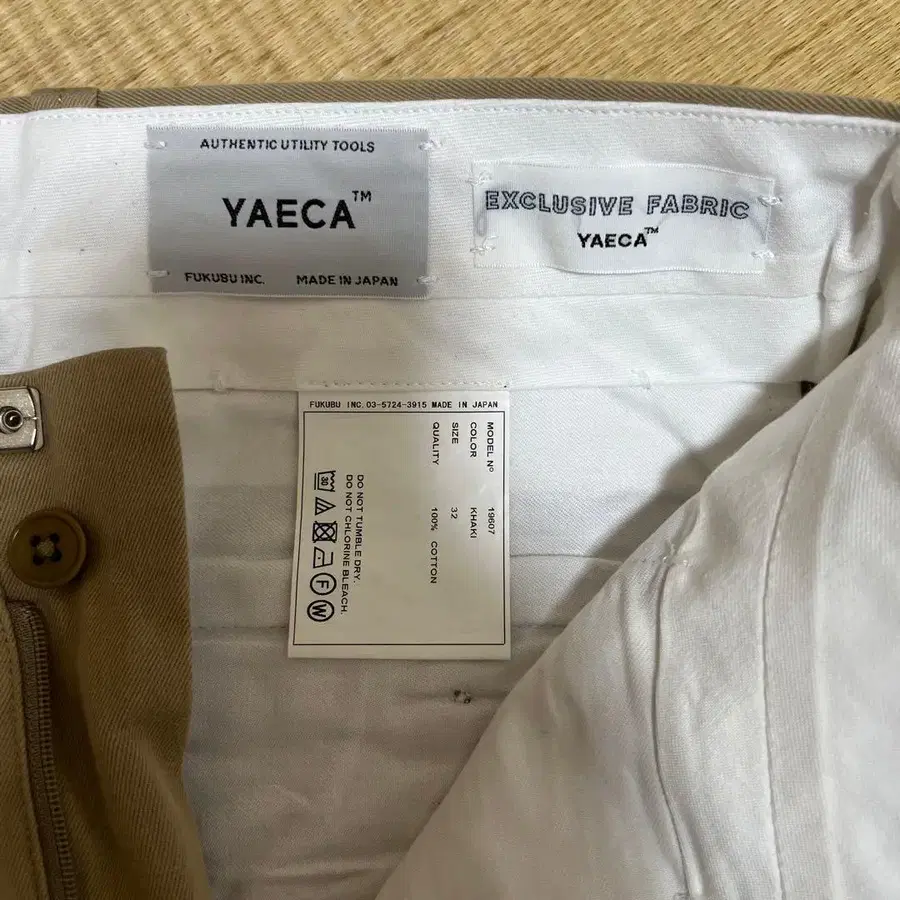 AUTHENTIC UTILITY TOOLS
YAECA™
FUKUBU INC. MADE IN JAPAN
EXCLUSIVE FABRIC
YAECA™
FUKUBU INC. 03-5724-3915 MADE IN JAPAN
MODEL Nº 19607
COLOR KHAKI
SIZE 32
QUALITY 100% COTTON
DO NOT TUMBLE DRY.
DO NOT CHLORINE BLEACH.
30 F W